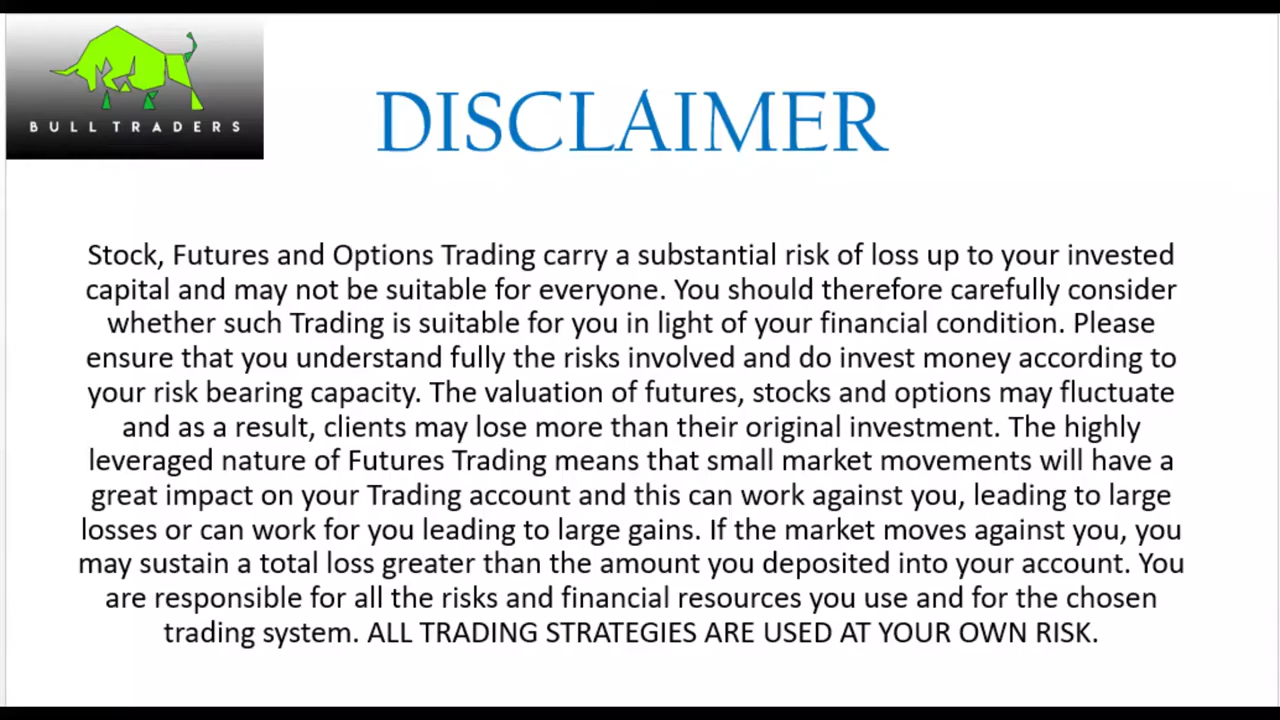 BULL TRADERS
DISCLAIMER
Stock, Futures and Options Trading carry a substantial risk of loss up to your invested
capital and may not be suitable for everyone. You should therefore carefully consider
whether such Trading is suitable for you in light of your financial condition. Please
ensure that you understand fully the risks involved and do invest money according to
your risk bearing capacity. The valuation of futures, stocks and options may fluctuate
and as a result, clients may lose more than their original investment. The highly
leveraged nature of Futures Trading means that small market movements will have a
great impact on your Trading account and this can work against you, leading to large
losses or can work for you leading to large gains. If the market moves against you, you
may sustain a total loss greater than the amount you deposited into your account. You
are responsible for all the risks and financial resources you use and for the chosen
trading system. ALL TRADING STRATEGIES ARE USED AT YOUR OWN RISK.